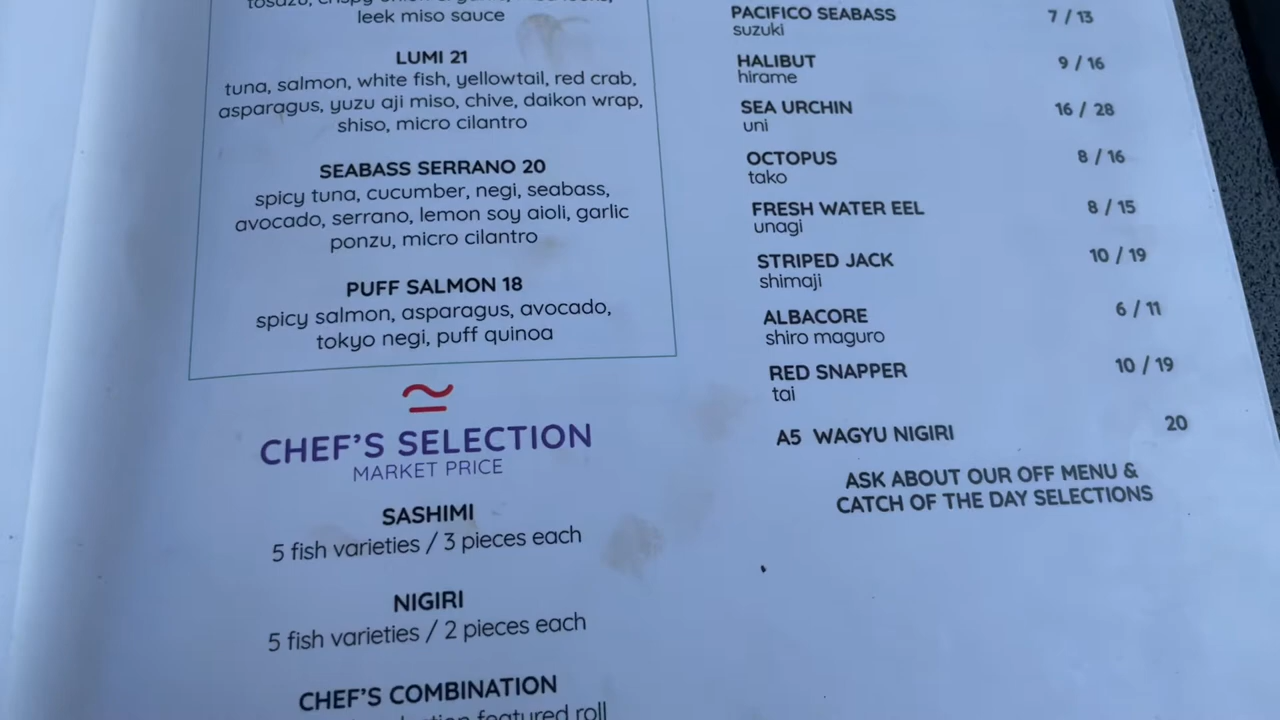 leek miso sauce
LUMI 21
tuna, salmon, white fish, yellowtail, red crab,
asparagus, yuzu aji miso, chive, daikon wrap,
shiso, micro cilantro
SEABASS SERRANO 20
spicy tuna, cucumber, negi, seabass,
avocado, serrano, lemon soy aioli, garlic
ponzu, micro cilantro
PUFF SALMON 18
spicy salmon, asparagus, avocado,
tokyo negi, puff quinoa
CHEF'S SELECTION
MARKET PRICE
SASHIMI
5 fish varieties / 3 pieces each
NIGIRI
5 fish varieties / 2 pieces each
CHEF'S COMBINATION
featured roll
PACIFICO SEABASS 7 / 13
suzuki
HALIBUT 9 / 16
hirame
SEA URCHIN 16 / 28
uni
OCTOPUS 8 / 16
tako
FRESH WATER EEL 8 / 15
unagi
STRIPED JACK 10 / 19
shimaji
ALBACORE 6 / 11
shiro maguro
RED SNAPPER 10 / 19
tai
A5 WAGYU NIGIRI 20
ASK ABOUT OUR OFF MENU &
CATCH OF THE DAY SELECTIONS